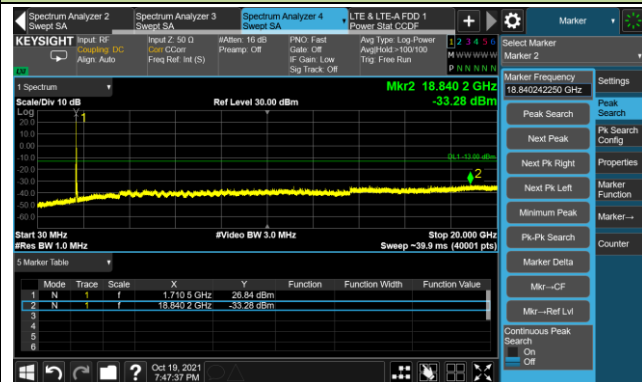 Spectrum Analyzer 2
Swept SA
Spectrum Analyzer 3
Swept SA
Spectrum Analyzer 4
Swept SA
LTE & LTE-A FDD 1
Power Stat CCDF
+
Marker
KEYSIGHT
Input: RF
Coupling: DC
Align: Auto
Input Z: 50 Ω
Corr CCorr
Freq Ref: Int (S)
#Atten: 16 dB
Preamp: Off
PNO: Fast
Gate: Off
IF Gain: Low
Sig Track: Off
Avg Type: Log-Power
Avg|Hold:>100/100
Trig: Free Run
1 2 3 4 5 6
M W W W W W
P N N N N N
Select Marker
Marker 2
1 Spectrum
Mkr2 18.840 2 GHz
Scale/Div 10 dB
Ref Level 30.00 dBm
-33.28 dBm
Log
20.0
10.0
0.00
-10.0
-20.0
-30.0
-40.0
-50.0
-60.0
1
DL1 -13.00 dBm
2
Start 30 MHz
#Video BW 3.0 MHz
Stop 20.000 GHz
#Res BW 1.0 MHz
Sweep ~39.9 ms (40001 pts)
5 Marker Table
Mode Trace Scale X Y Function Function Width Function Value
1 N 1 f 1.710 5 GHz 26.84 dBm
2 N 1 f 18.840 2 GHz -33.28 dBm
3
4
5
6
Marker Frequency
18.840242250 GHz
Peak Search
Next Peak
Next Pk Right
Next Pk Left
Minimum Peak
Pk-Pk Search
Marker Delta
Mkr→CF
Mkr→Ref Lvl
Continuous Peak
Search
On
Off
Settings
Peak
Search
Pk Search
Config
Properties
Marker
Function
Marker→
Counter
?
Oct 19, 2021
7:47:37 PM